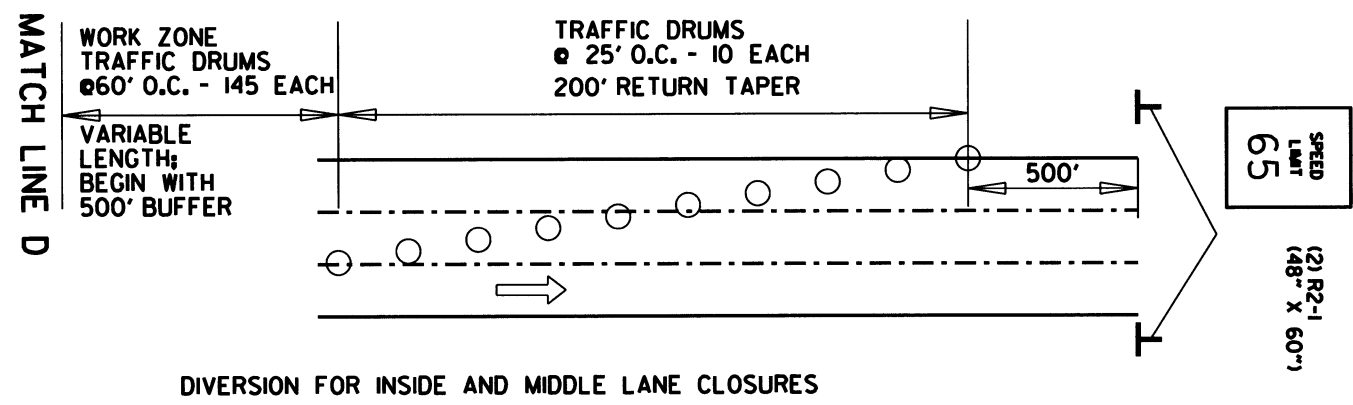 MATCH LINE D
WORK ZONE
TRAFFIC DRUMS
@60' O.C. - 145 EACH
VARIABLE
LENGTH;
BEGIN WITH
500' BUFFER
TRAFFIC DRUMS
@ 25' O.C. - 10 EACH
200' RETURN TAPER
500'
SPEED
LIMIT
65
(2) R2-1
(48" X 60")
DIVERSION FOR INSIDE AND MIDDLE LANE CLOSURES